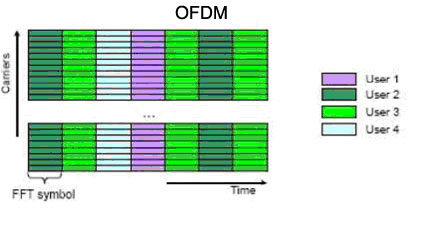 OFDM
Carriers
User 1
User 2
User 3
User 4
...
Time
FFT symbol